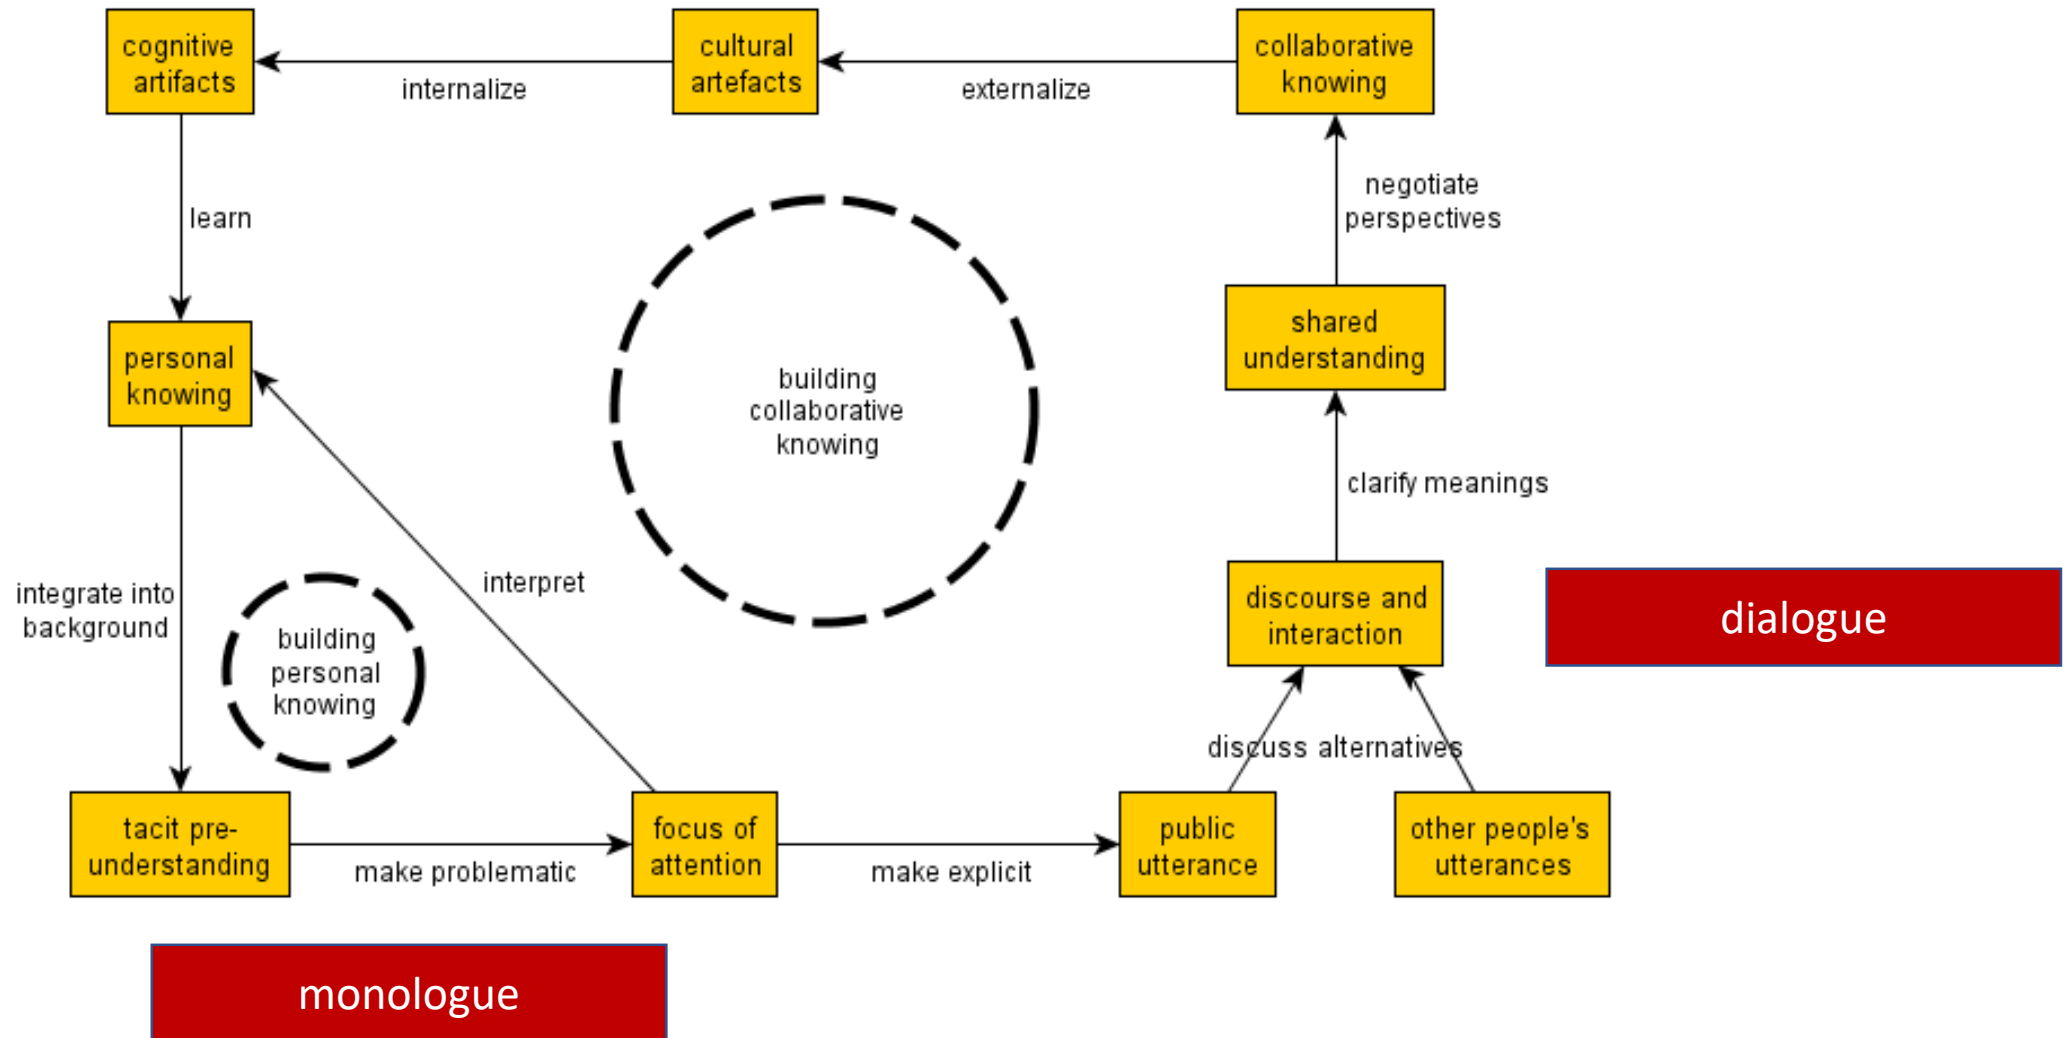 cognitive
artifacts
internalize
cultural
artefacts
externalize
collaborative
knowing
learn
negotiate
perspectives
personal
knowing
building
collaborative
knowing
shared
understanding
clarify meanings
interpret
integrate into
background
building
personal
knowing
discourse and
interaction
dialogue
discuss alternatives
tacit pre-
understanding
make problematic
focus of
attention
make explicit
public
utterance
other people's
utterances
monologue